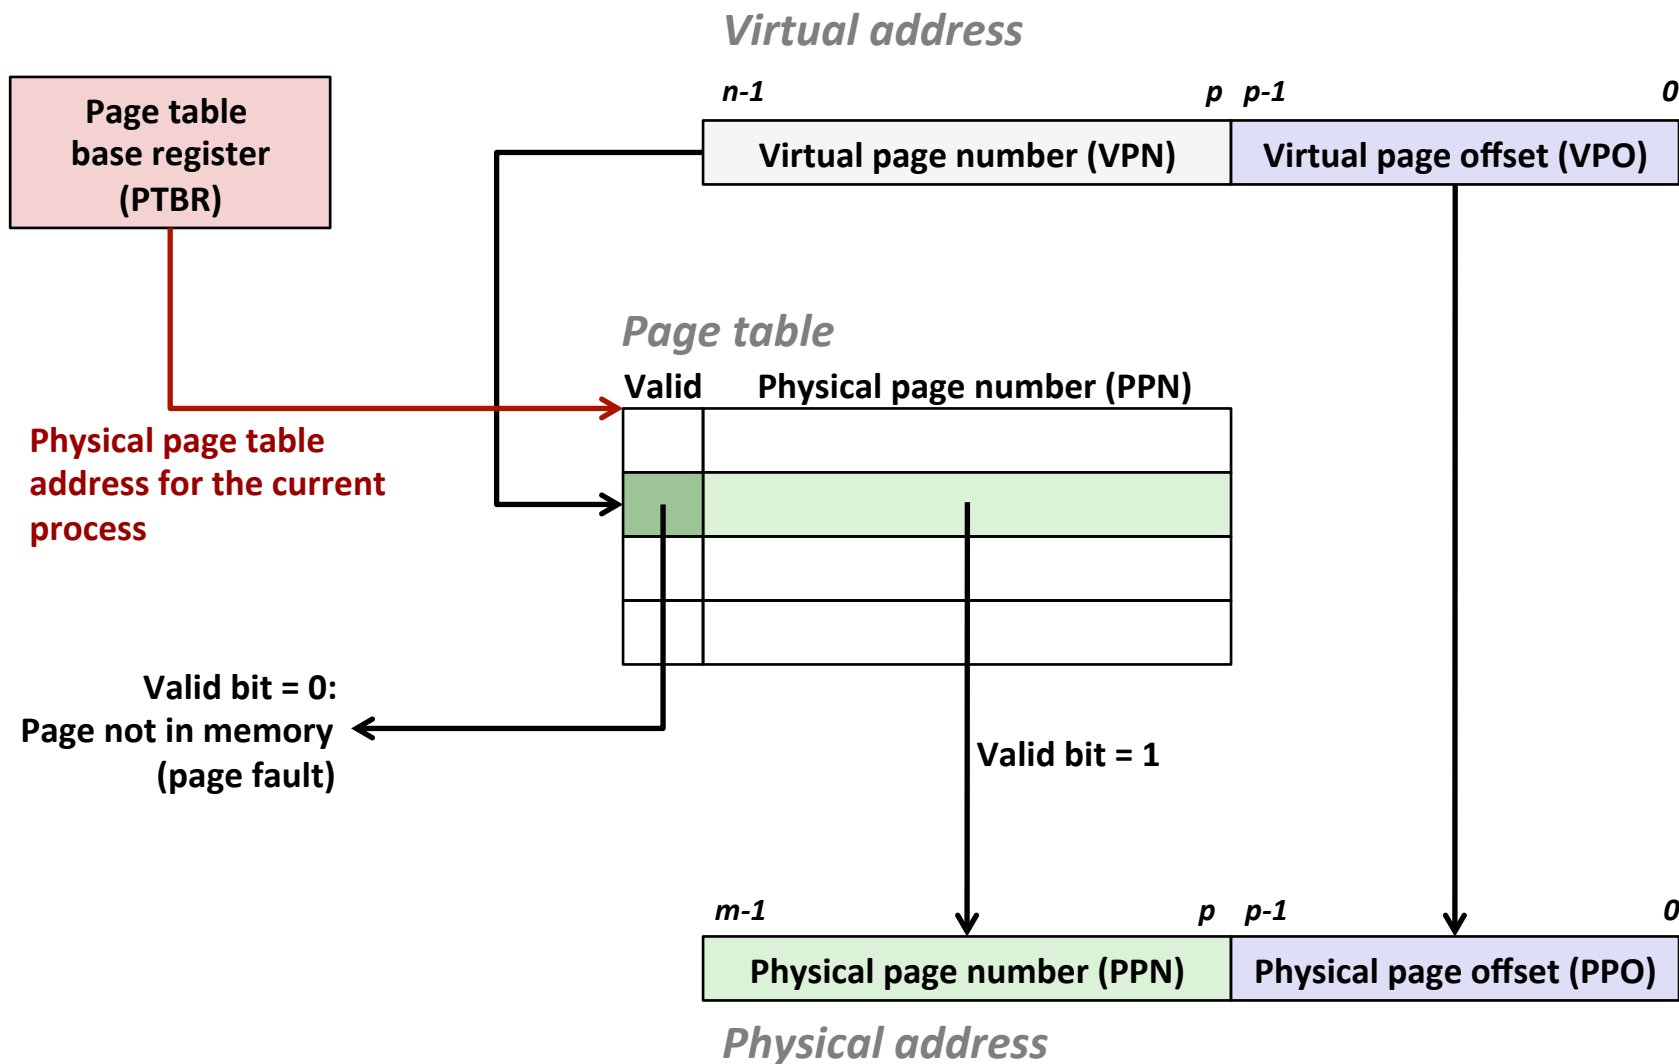 Virtual address
n-1 p p-1 0
Page table
base register
(PTBR)
Virtual page number (VPN) Virtual page offset (VPO)
Page table
Valid Physical page number (PPN)
Physical page table
address for the current
process
Valid bit = 0:
Page not in memory
(page fault)
Valid bit = 1
m-1 p p-1 0
Physical page number (PPN) Physical page offset (PPO)
Physical address